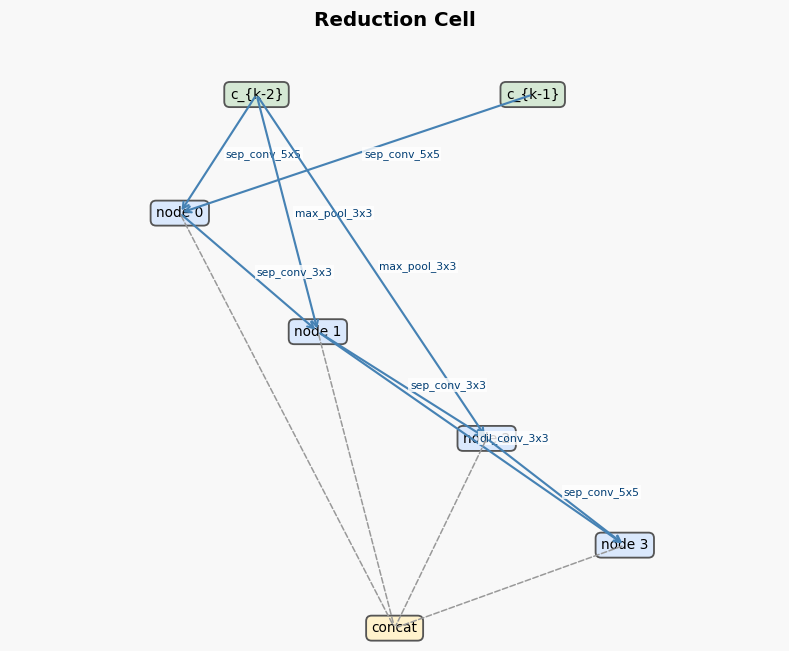 Reduction Cell
c_{k-2}
c_{k-1}
sep_conv_5x5
sep_conv_5x5
node 0
max_pool_3x3
max_pool_3x3
sep_conv_3x3
node 1
sep_conv_3x3
dil_conv_3x3
sep_conv_5x5
node 3
concat